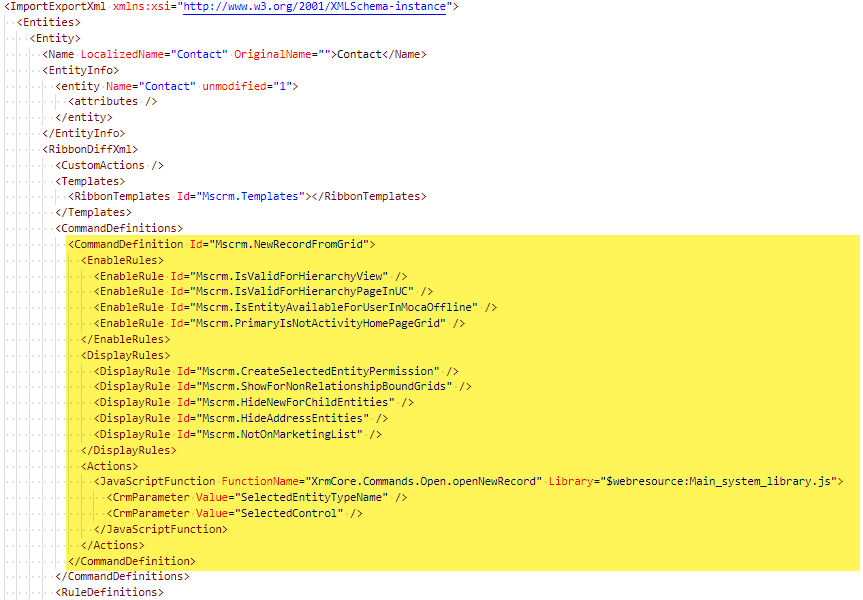 <ImportExportXml xmlns:xsi="http://www.w3.org/2001/XMLSchema-instance">
<Entities>
<Entity>
<Name LocalizedName="Contact" OriginalName="">Contact</Name>
<EntityInfo>
<entity Name="Contact" unmodified="1">
<attributes />
</entity>
</EntityInfo>
<RibbonDiffXml>
<CustomActions />
<Templates>
<RibbonTemplates Id="Mscrm.Templates"></RibbonTemplates>
</Templates>
<CommandDefinitions>
<CommandDefinition Id="Mscrm.NewRecordFromGrid">
<EnableRules>
<EnableRule Id="Mscrm.IsValidForHierarchyView" />
<EnableRule Id="Mscrm.IsValidForHierarchyPageInUC" />
<EnableRule Id="Mscrm.IsEntityAvailableForUserInMocaOffline" />
<EnableRule Id="Mscrm.PrimaryIsNotActivityHomePageGrid" />
</EnableRules>
<DisplayRules>
<DisplayRule Id="Mscrm.CreateSelectedEntityPermission" />
<DisplayRule Id="Mscrm.ShowForNonRelationshipBoundGrids" />
<DisplayRule Id="Mscrm.HideNewForChildEntities" />
<DisplayRule Id="Mscrm.HideAddressEntities" />
<DisplayRule Id="Mscrm.NotOnMarketingList" />
</DisplayRules>
<Actions>
<JavaScriptFunction FunctionName="XrmCore.Commands.Open.openNewRecord" Library="$webresource:Main_system_library.js">
<CrmParameter Value="SelectedEntityTypeName" />
<CrmParameter Value="SelectedControl" />
</JavaScriptFunction>
</Actions>
</CommandDefinition>
</CommandDefinitions>
<RuleDefinitions>